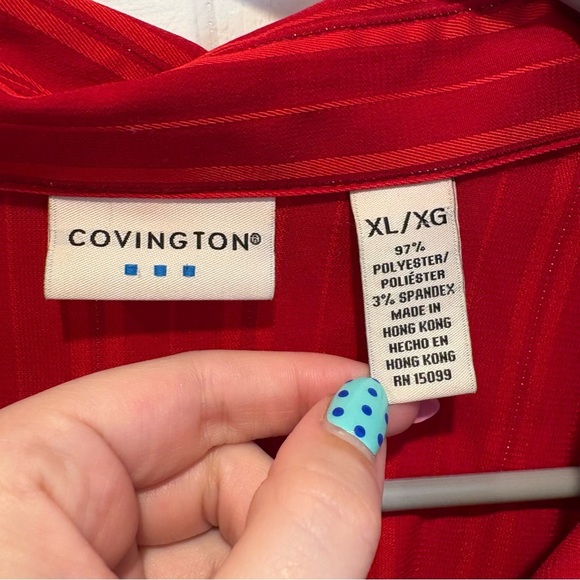 COVINGTON®
XL/XG
97%
POLYESTER/
POLIÉSTER
3% SPANDEX
MADE IN
HONG KONG
HECHO EN
HONG KONG
RN 15099